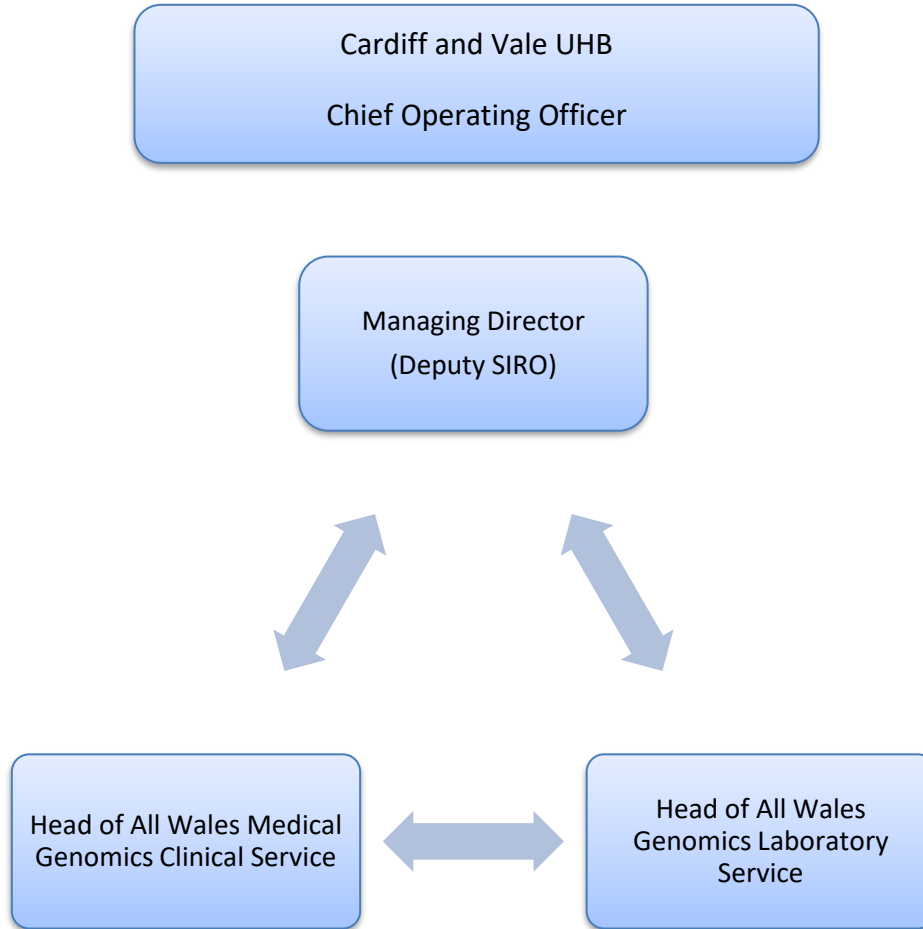 Cardiff and Vale UHB
Chief Operating Officer
Managing Director
(Deputy SIRO)
Head of All Wales Medical
Genomics Clinical Service
Head of All Wales
Genomics Laboratory
Service